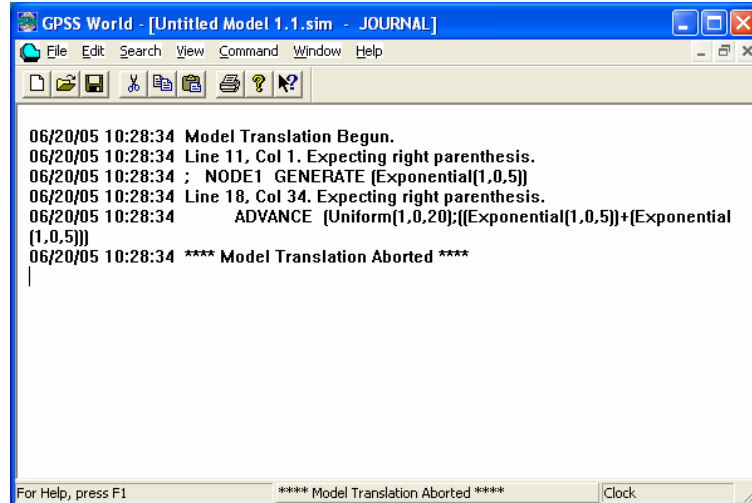 GPSS World - [Untitled Model 1.1.sim - JOURNAL]
File Edit Search View Command Window Help
06/20/05 10:28:34 Model Translation Begun.
06/20/05 10:28:34 Line 11, Col 1. Expecting right parenthesis.
06/20/05 10:28:34 ; NODE1 GENERATE (Exponential(1,0,5))
06/20/05 10:28:34 Line 18, Col 34. Expecting right parenthesis.
06/20/05 10:28:34 ADVANCE (Uniform(1,0,20);((Exponential(1,0,5))+(Exponential
(1,0,5)))
06/20/05 10:28:34 **** Model Translation Aborted ****
For Help, press F1 **** Model Translation Aborted **** Clock